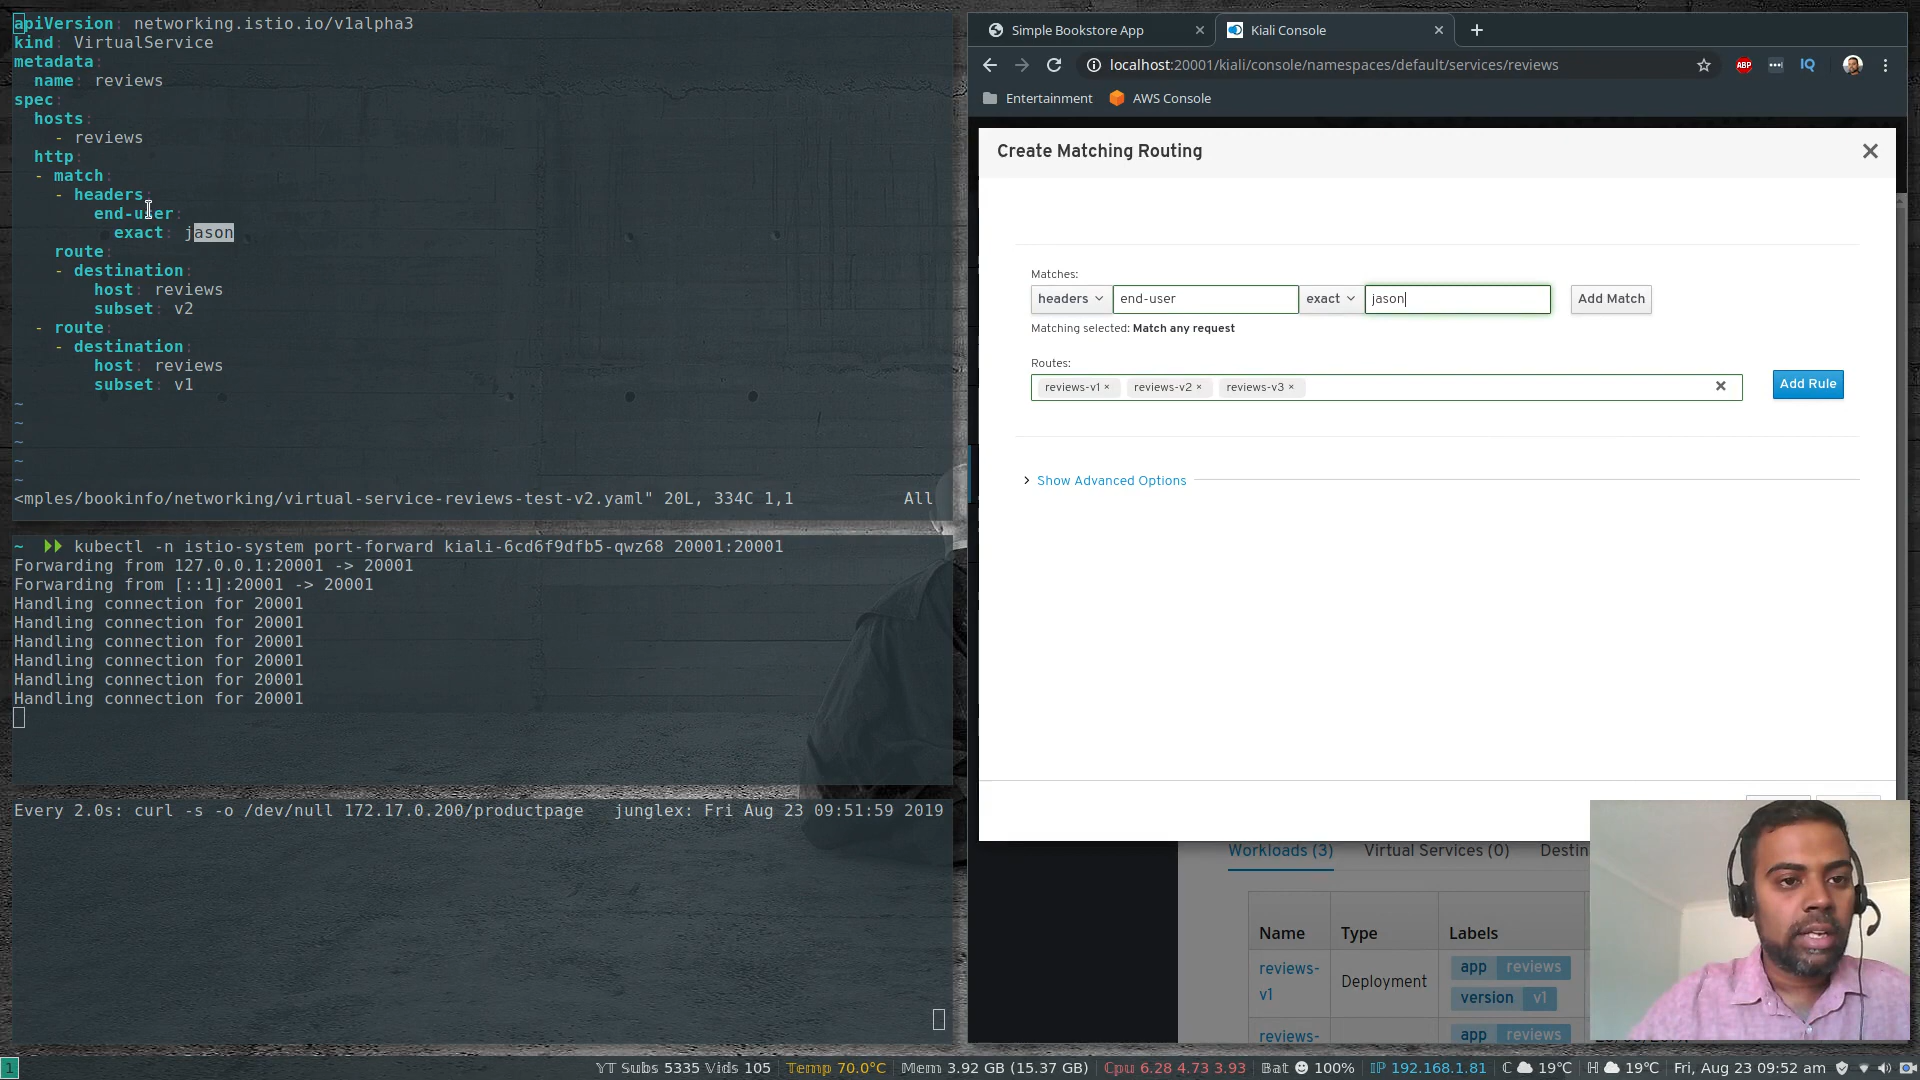 apiVersion: networking.istio.io/v1alpha3
kind: VirtualService
metadata:
name: reviews
spec:
hosts:
- reviews
http:
- match:
- headers:
end-user:
exact: jason
route:
- destination:
host: reviews
subset: v2
- route:
- destination:
host: reviews
subset: v1
~
~
~
~
~
<mples/bookinfo/networking/virtual-service-reviews-test-v2.yaml" 20L, 334C 1,1 All
~ kubectl -n istio-system port-forward kiali-6cd6f9dfb5-qwz68 20001:20001
Forwarding from 127.0.0.1:20001 -> 20001
Forwarding from [::1]:20001 -> 20001
Handling connection for 20001
Handling connection for 20001
Handling connection for 20001
Handling connection for 20001
Handling connection for 20001
Handling connection for 20001
Every 2.0s: curl -s -o /dev/null 172.17.0.200/productpage junglex: Fri Aug 23 09:51:59 2019
Simple Bookstore App
Kiali Console
localhost:20001/kiali/console/namespaces/default/services/reviews
ABP
IQ
Entertainment
AWS Console
Create Matching Routing
Matches:
headers end-user exact jason Add Match
Matching selected: Match any request
Routes:
reviews-v1 × reviews-v2 × reviews-v3 × Add Rule
Show Advanced Options
Workloads (3) Virtual Services (0) Destin
Name Type Labels
reviews-v1 Deployment app reviews
version v1
reviews- app reviews
1 YT Subs 5335 Vids 105 Temp 70.0°C Mem 3.92 GB (15.37 GB) Cpu 6.28 4.73 3.93 Bat 100% IP 192.168.1.81 C 19°C H 19°C Fri, Aug 23 09:52 am